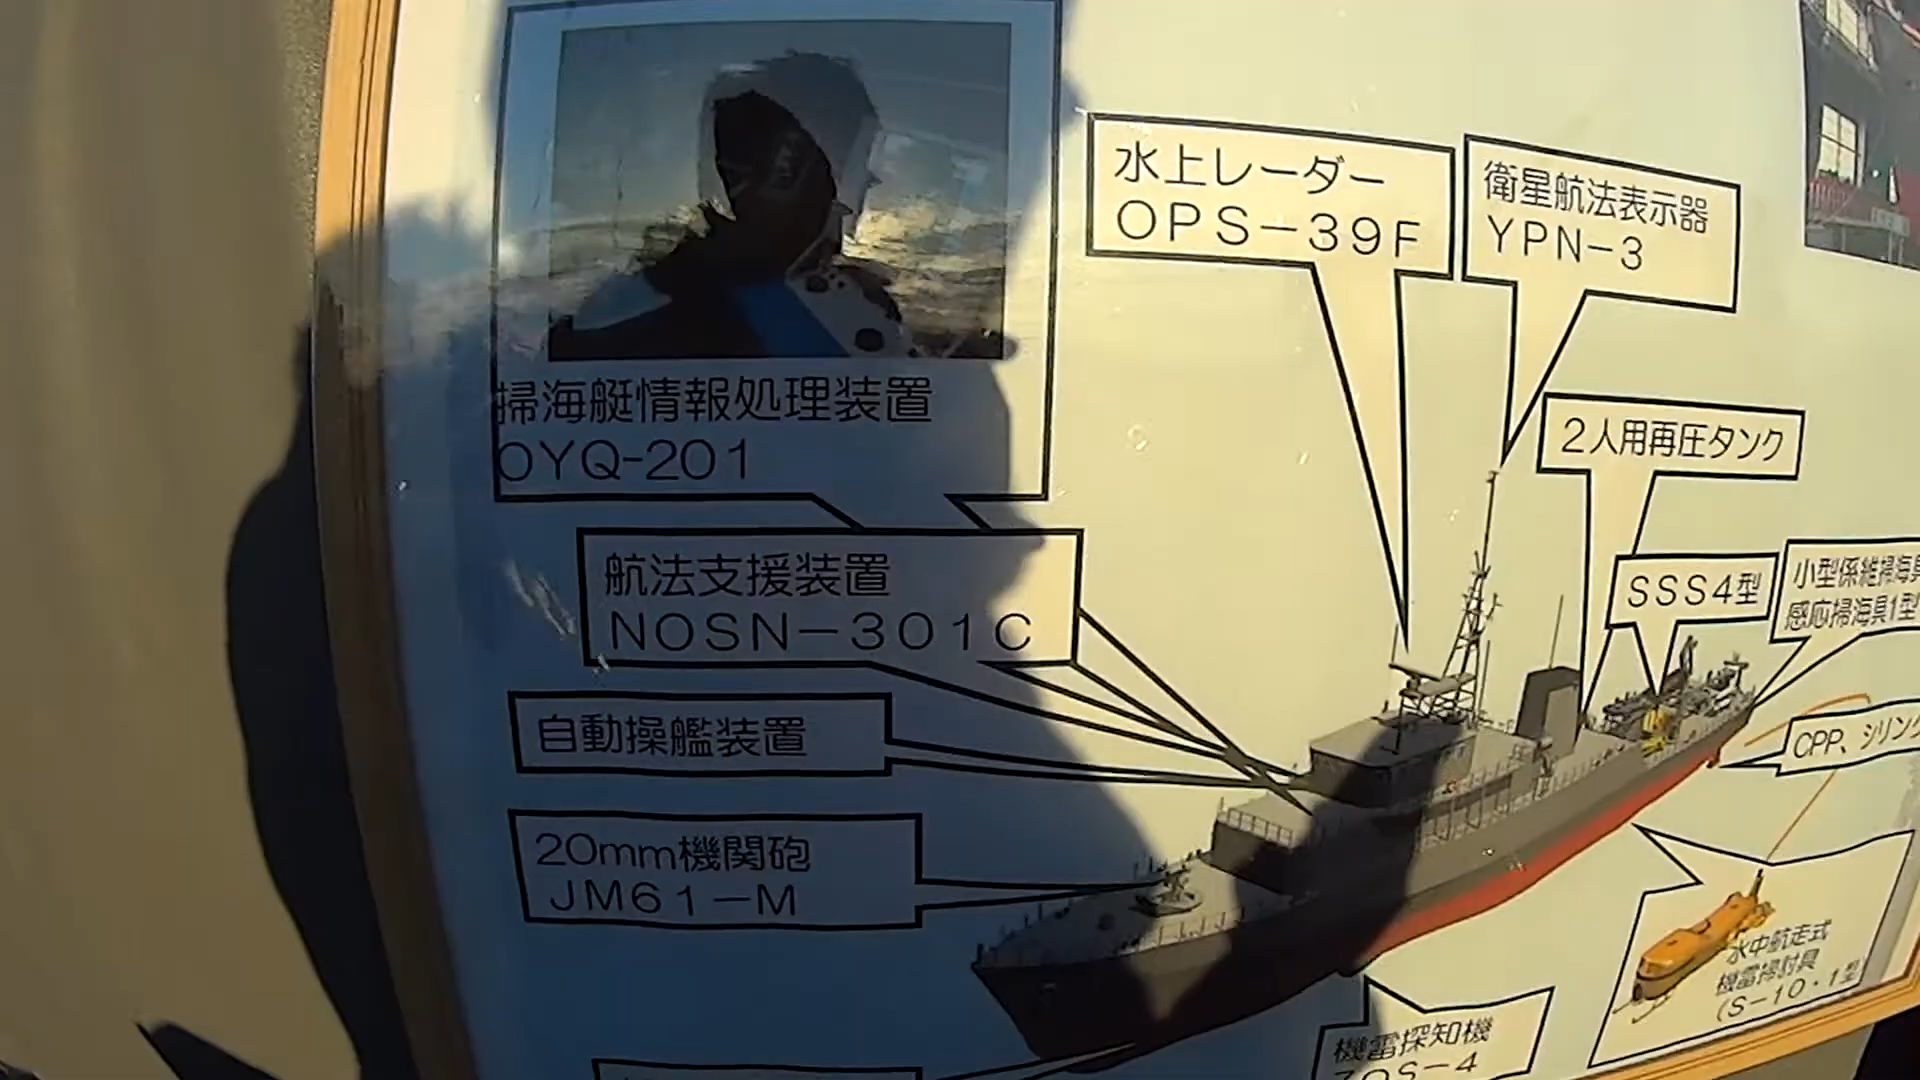 水上レーダー
OPS-39F
衛星航法表示器
YPN-3
掃海艇情報処理装置
OYQ-201
2人用再圧タンク
航法支援装置
NOSN-301C
SSS4型
小型係維掃海具
感応掃海具1型
自動操艦装置
CPP、シリング
20mm機関砲
JM61-M
水中航走式
機雷掃討具
(S-10・1型
機雷探知機
ZQS-4